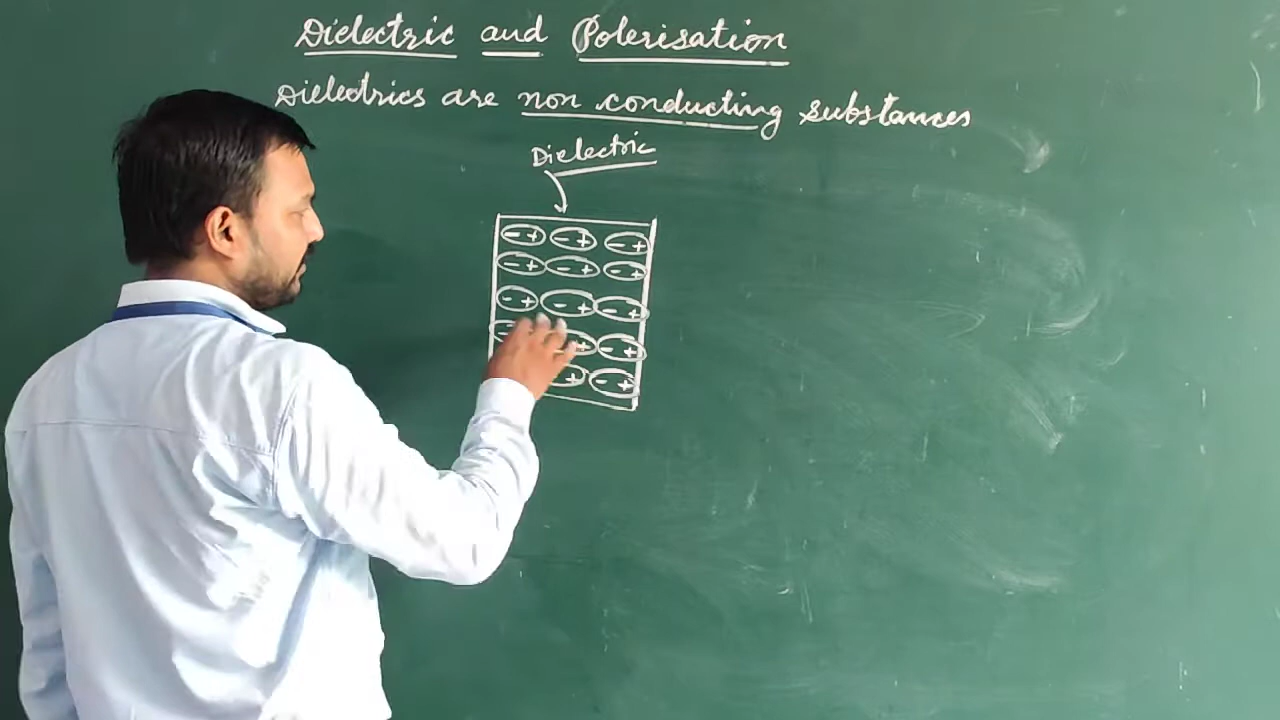 Dielectric and Polerisation
Dielectrics are non conducting substances
Dielectric
- + - + - +
- + - + - +
- + - + - +
- + - +
+ - +